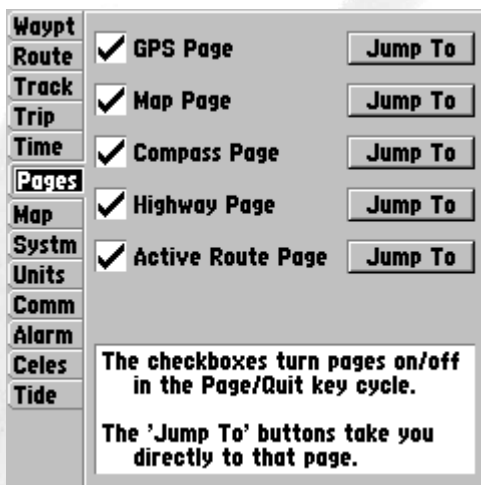 Waypt
Route
Track
Trip
Time
Pages
Map
Systm
Units
Comm
Alarm
Celes
Tide
GPS Page Jump To
Map Page Jump To
Compass Page Jump To
Highway Page Jump To
Active Route Page Jump To
The checkboxes turn pages on/off
in the Page/Quit key cycle.
The 'Jump To' buttons take you
directly to that page.